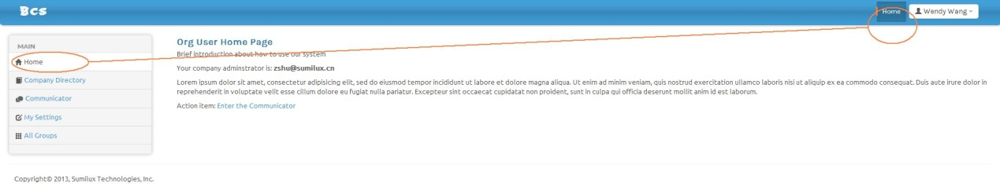 Bcs
Home
Wendy Wang
MAIN
Home
Company Directory
Communicator
My Settings
All Groups
Org User Home Page
Brief introduction about how to use our system
Your company adminstrator is: zshu@sumilux.cn
Lorem ipsum dolor sit amet, consectetur adipisicing elit, sed do eiusmod tempor incididunt ut labore et dolore magna aliqua. Ut enim ad minim veniam, quis nostrud exercitation ullamco laboris nisi ut aliquip ex ea commodo consequat. Duis aute irure dolor in
reprehenderit in voluptate velit esse cillum dolore eu fugiat nulla pariatur. Excepteur sint occaecat cupidatat non proident, sunt in culpa qui officia deserunt mollit anim id est laborum.
Action item: Enter the Communicator
Copyright© 2013, Sumilux Technologies, Inc.